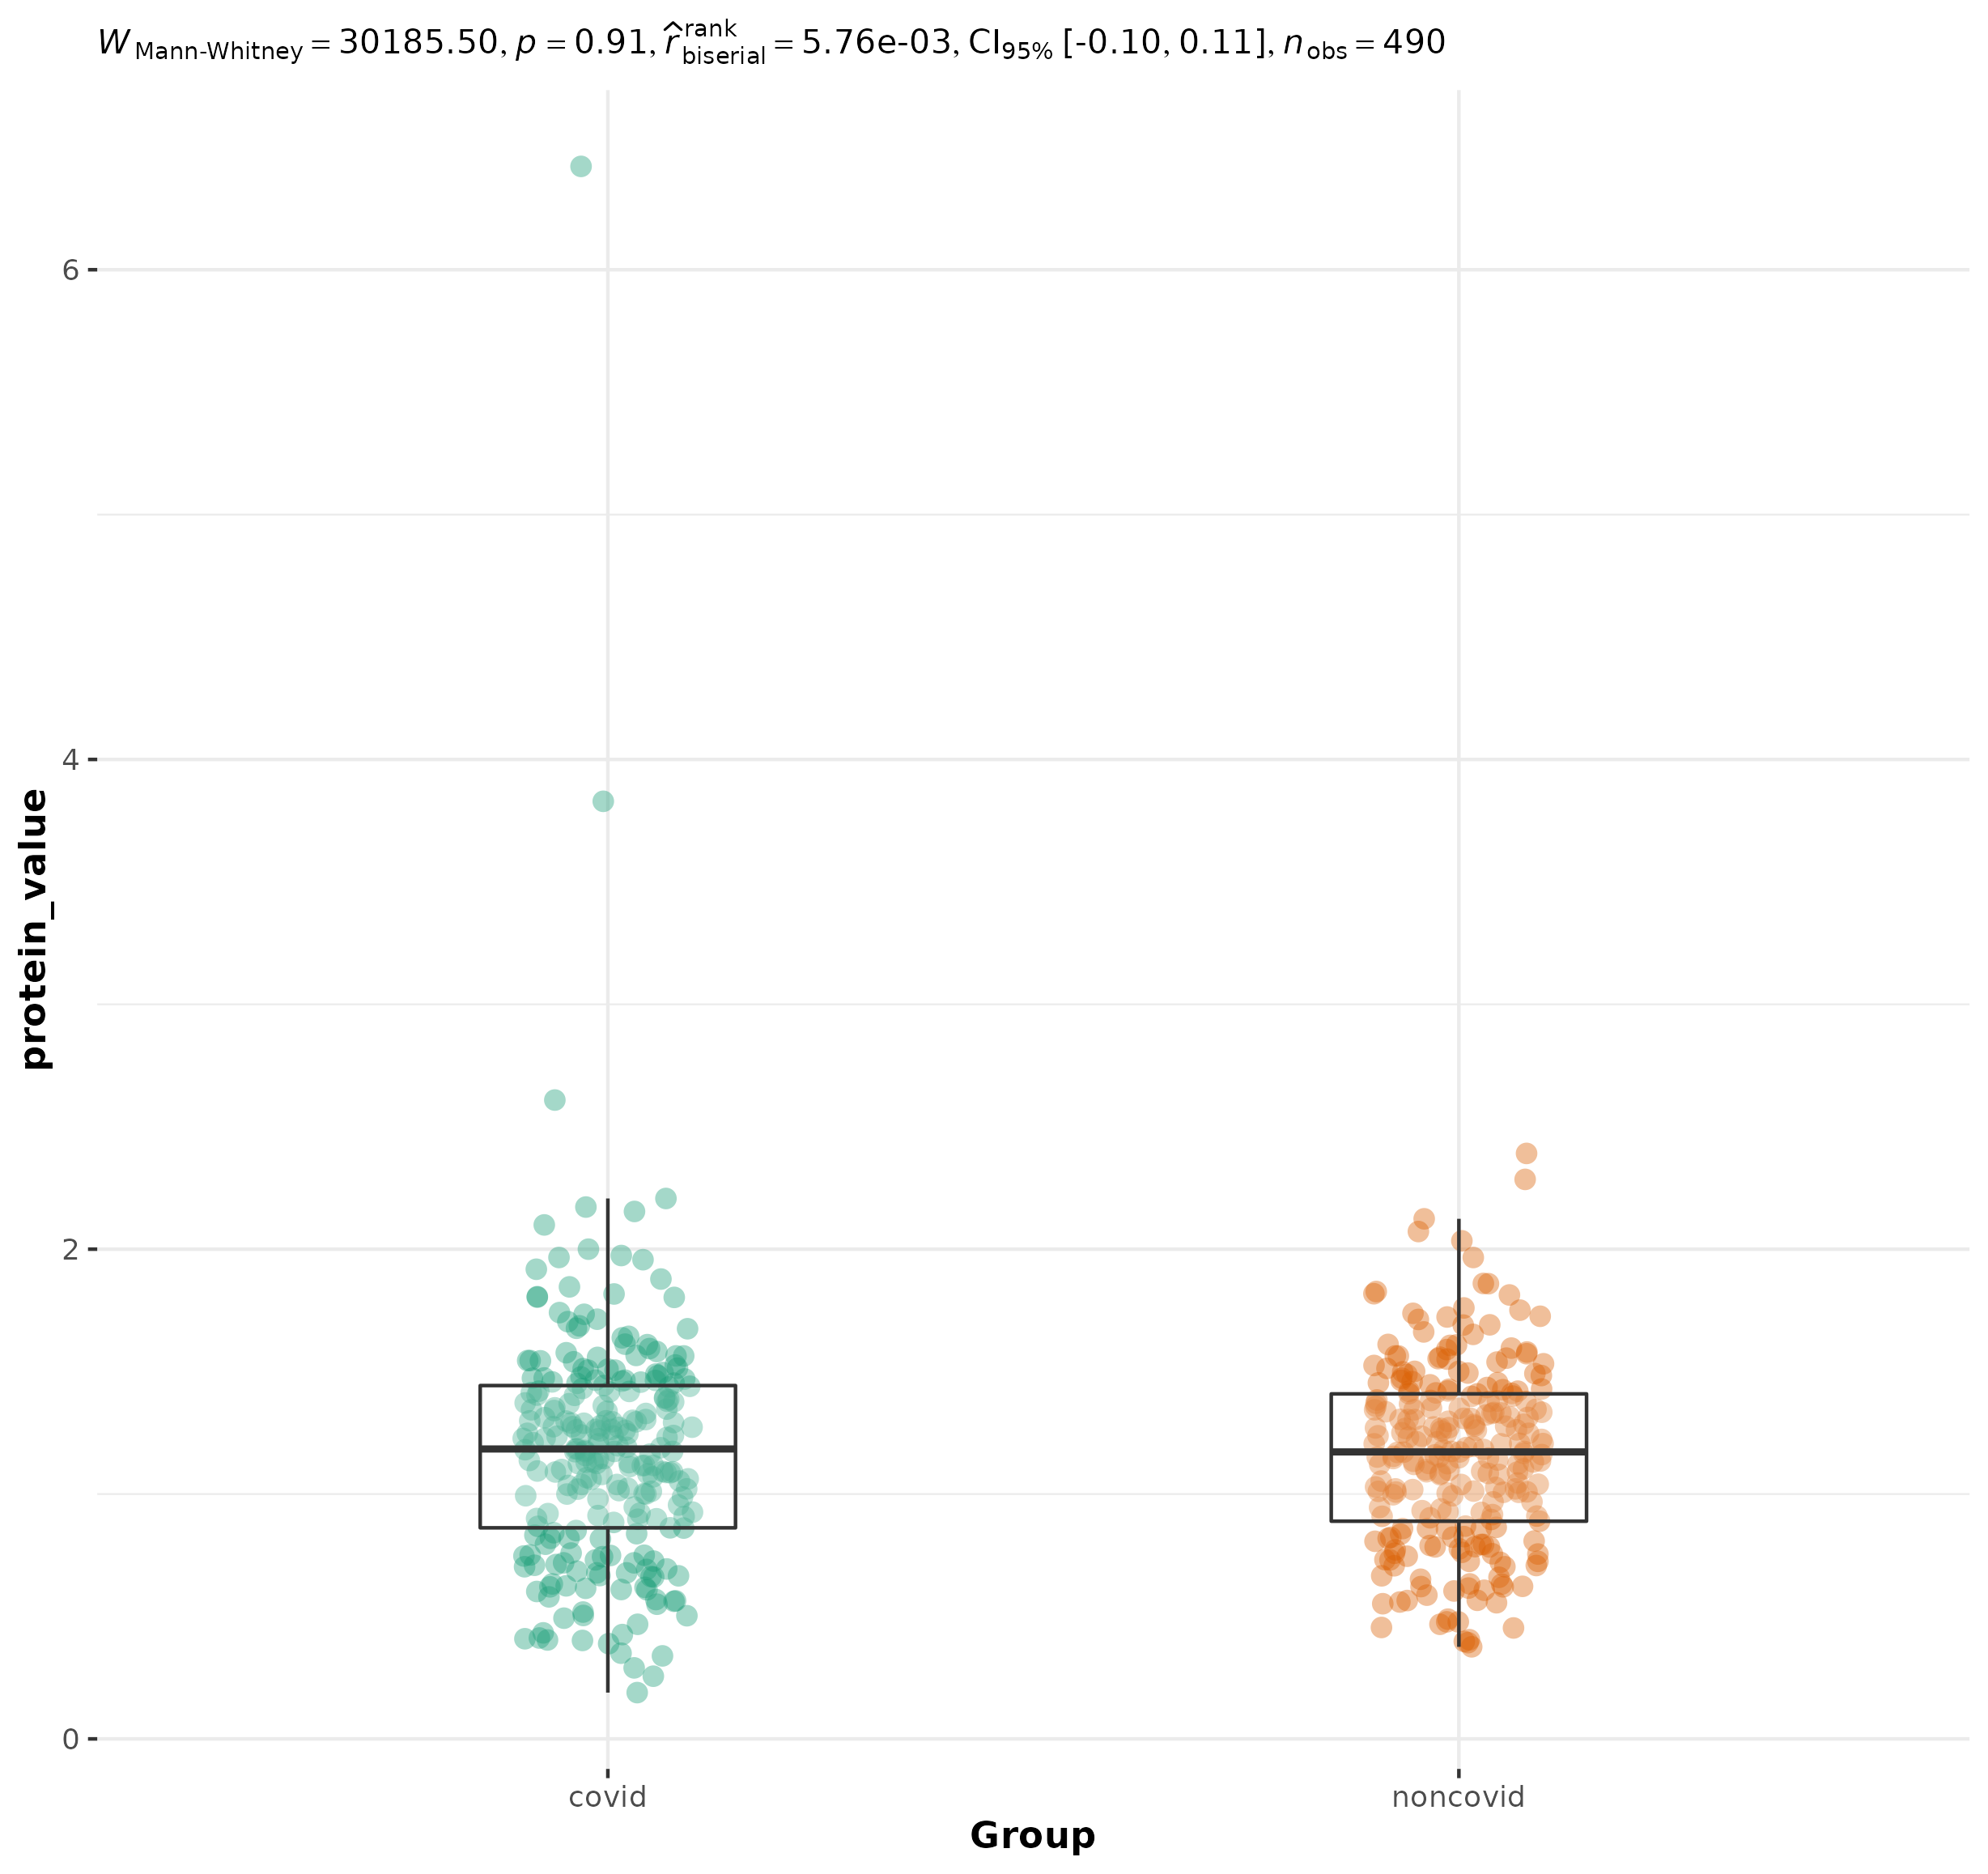 W Mann-Whitney = 30185.50, p = 0.91, r̂ rank biserial = 5.76e-03, CI95% [-0.10, 0.11], nobs = 490
6
4
2
0
protein_value
covid noncovid
Group